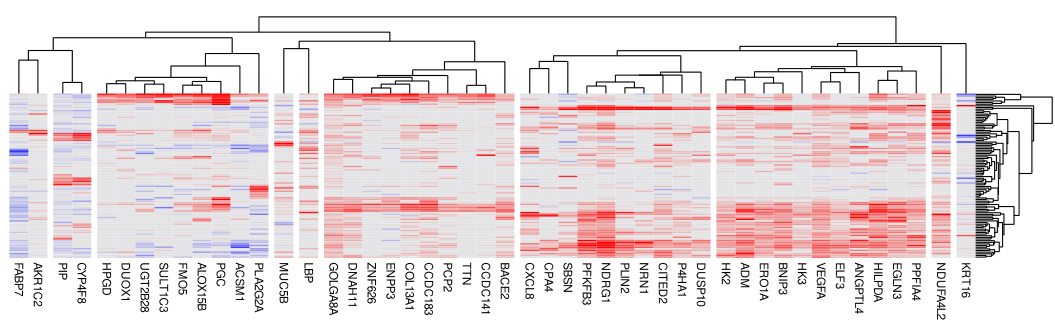 FABP7
AKR1C2
PIP
CYP4F8
HPGD
DUOX1
UGT2B28
SULT1C3
FMO5
ALOX15B
PGC
ACSM1
PLA2G2A
MUC5B
LBP
GOLGA8A
DNAH11
ZNF626
ENPP3
COL13A1
CCDC183
PCP2
TTN
CCDC141
BACE2
CXCL8
CPA4
SBSN
PFKFB3
NDRG1
PLIN2
NRN1
CITED2
P4HA1
DUSP10
HK2
ADM
ERO1A
BNIP3
HK3
VEGFA
ELF3
ANGPTL4
HILPDA
EGLN3
PPFIA4
NDUFA4L2
KRT16